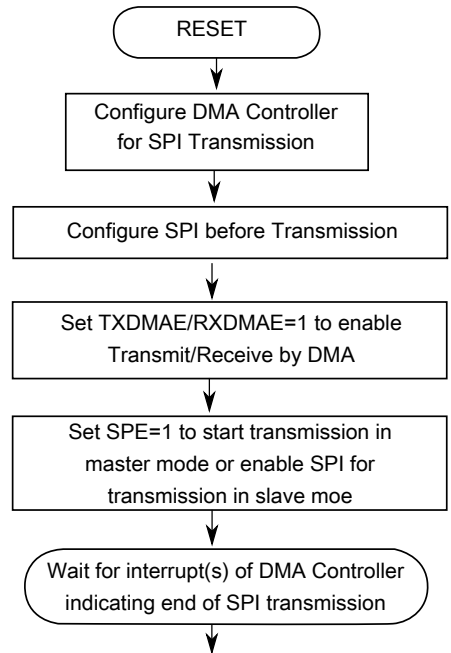 RESET
Configure DMA Controller
for SPI Transmission
Configure SPI before Transmission
Set TXDMAE/RXDMAE=1 to enable
Transmit/Receive by DMA
Set SPE=1 to start transmission in
master mode or enable SPI for
transmission in slave moe
Wait for interrupt(s) of DMA Controller
indicating end of SPI transmission